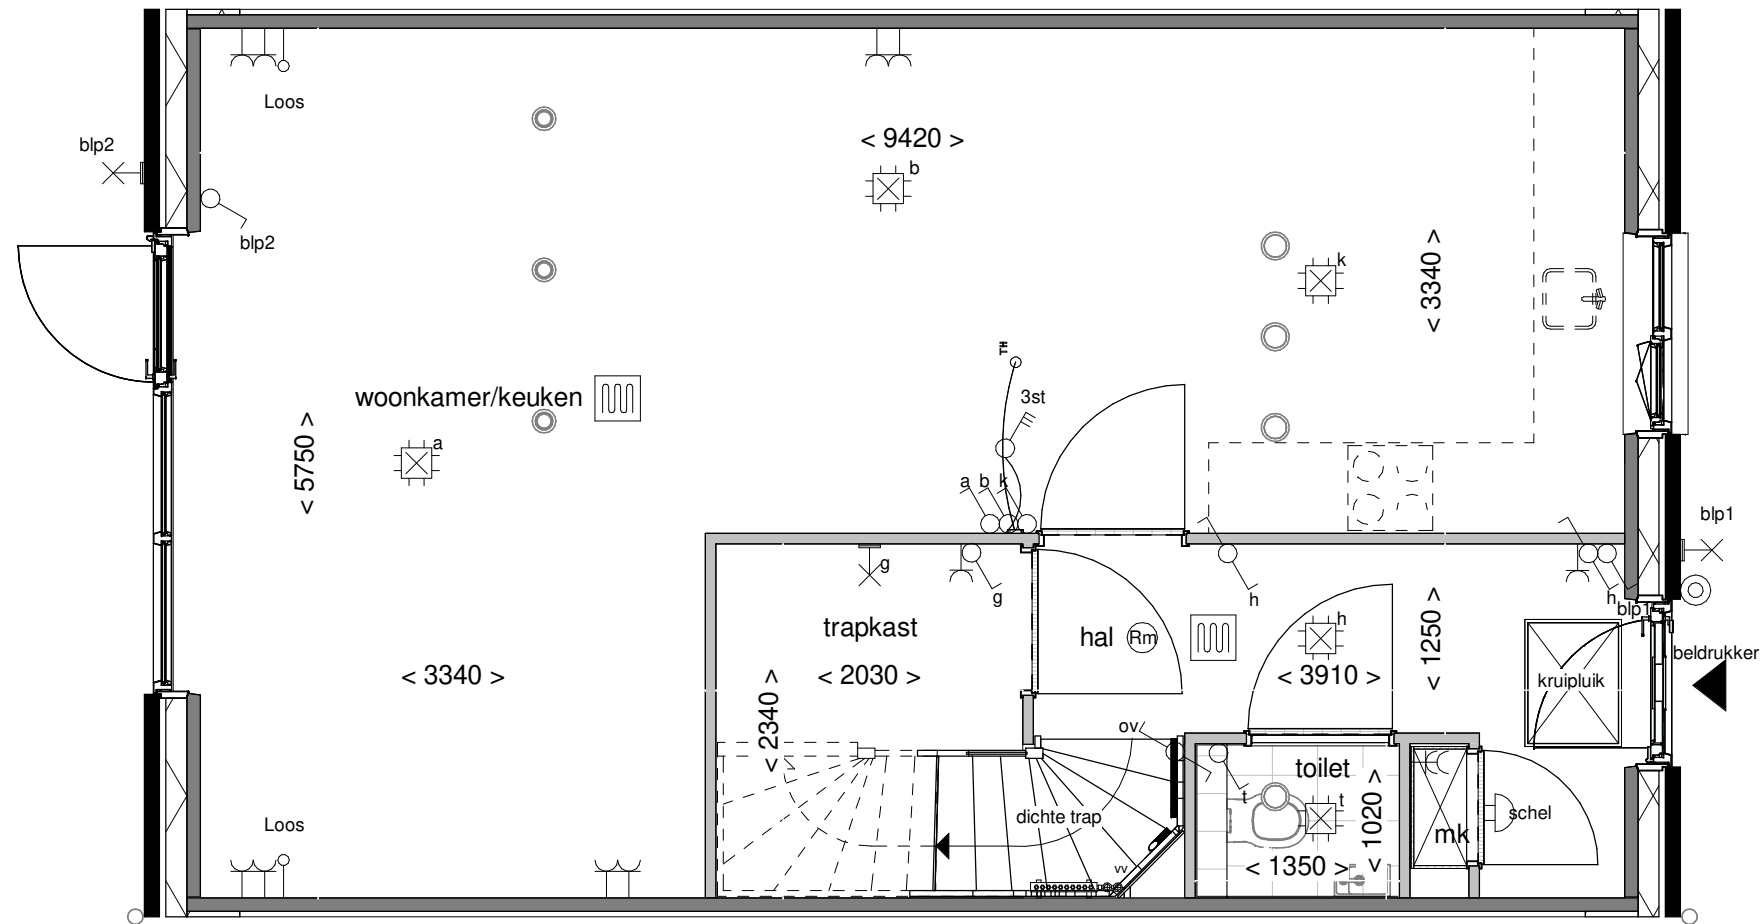 Loos
blp2
< 9420 >
b
blp2
k
< 3340 >
TH
woonkamer/keuken
3st
< 5750 >
a
a b k
blp1
g
g
h
h
blp1
trapkast
hal
Rm
h
< 1250 >
beldrukker
< 3340 >
< 2030 >
< 3910 >
kruipluik
< 2340 >
ov
toilet
t
t
< 1020 >
Loos
dichte trap
schel
mk
vv
< 1350 >